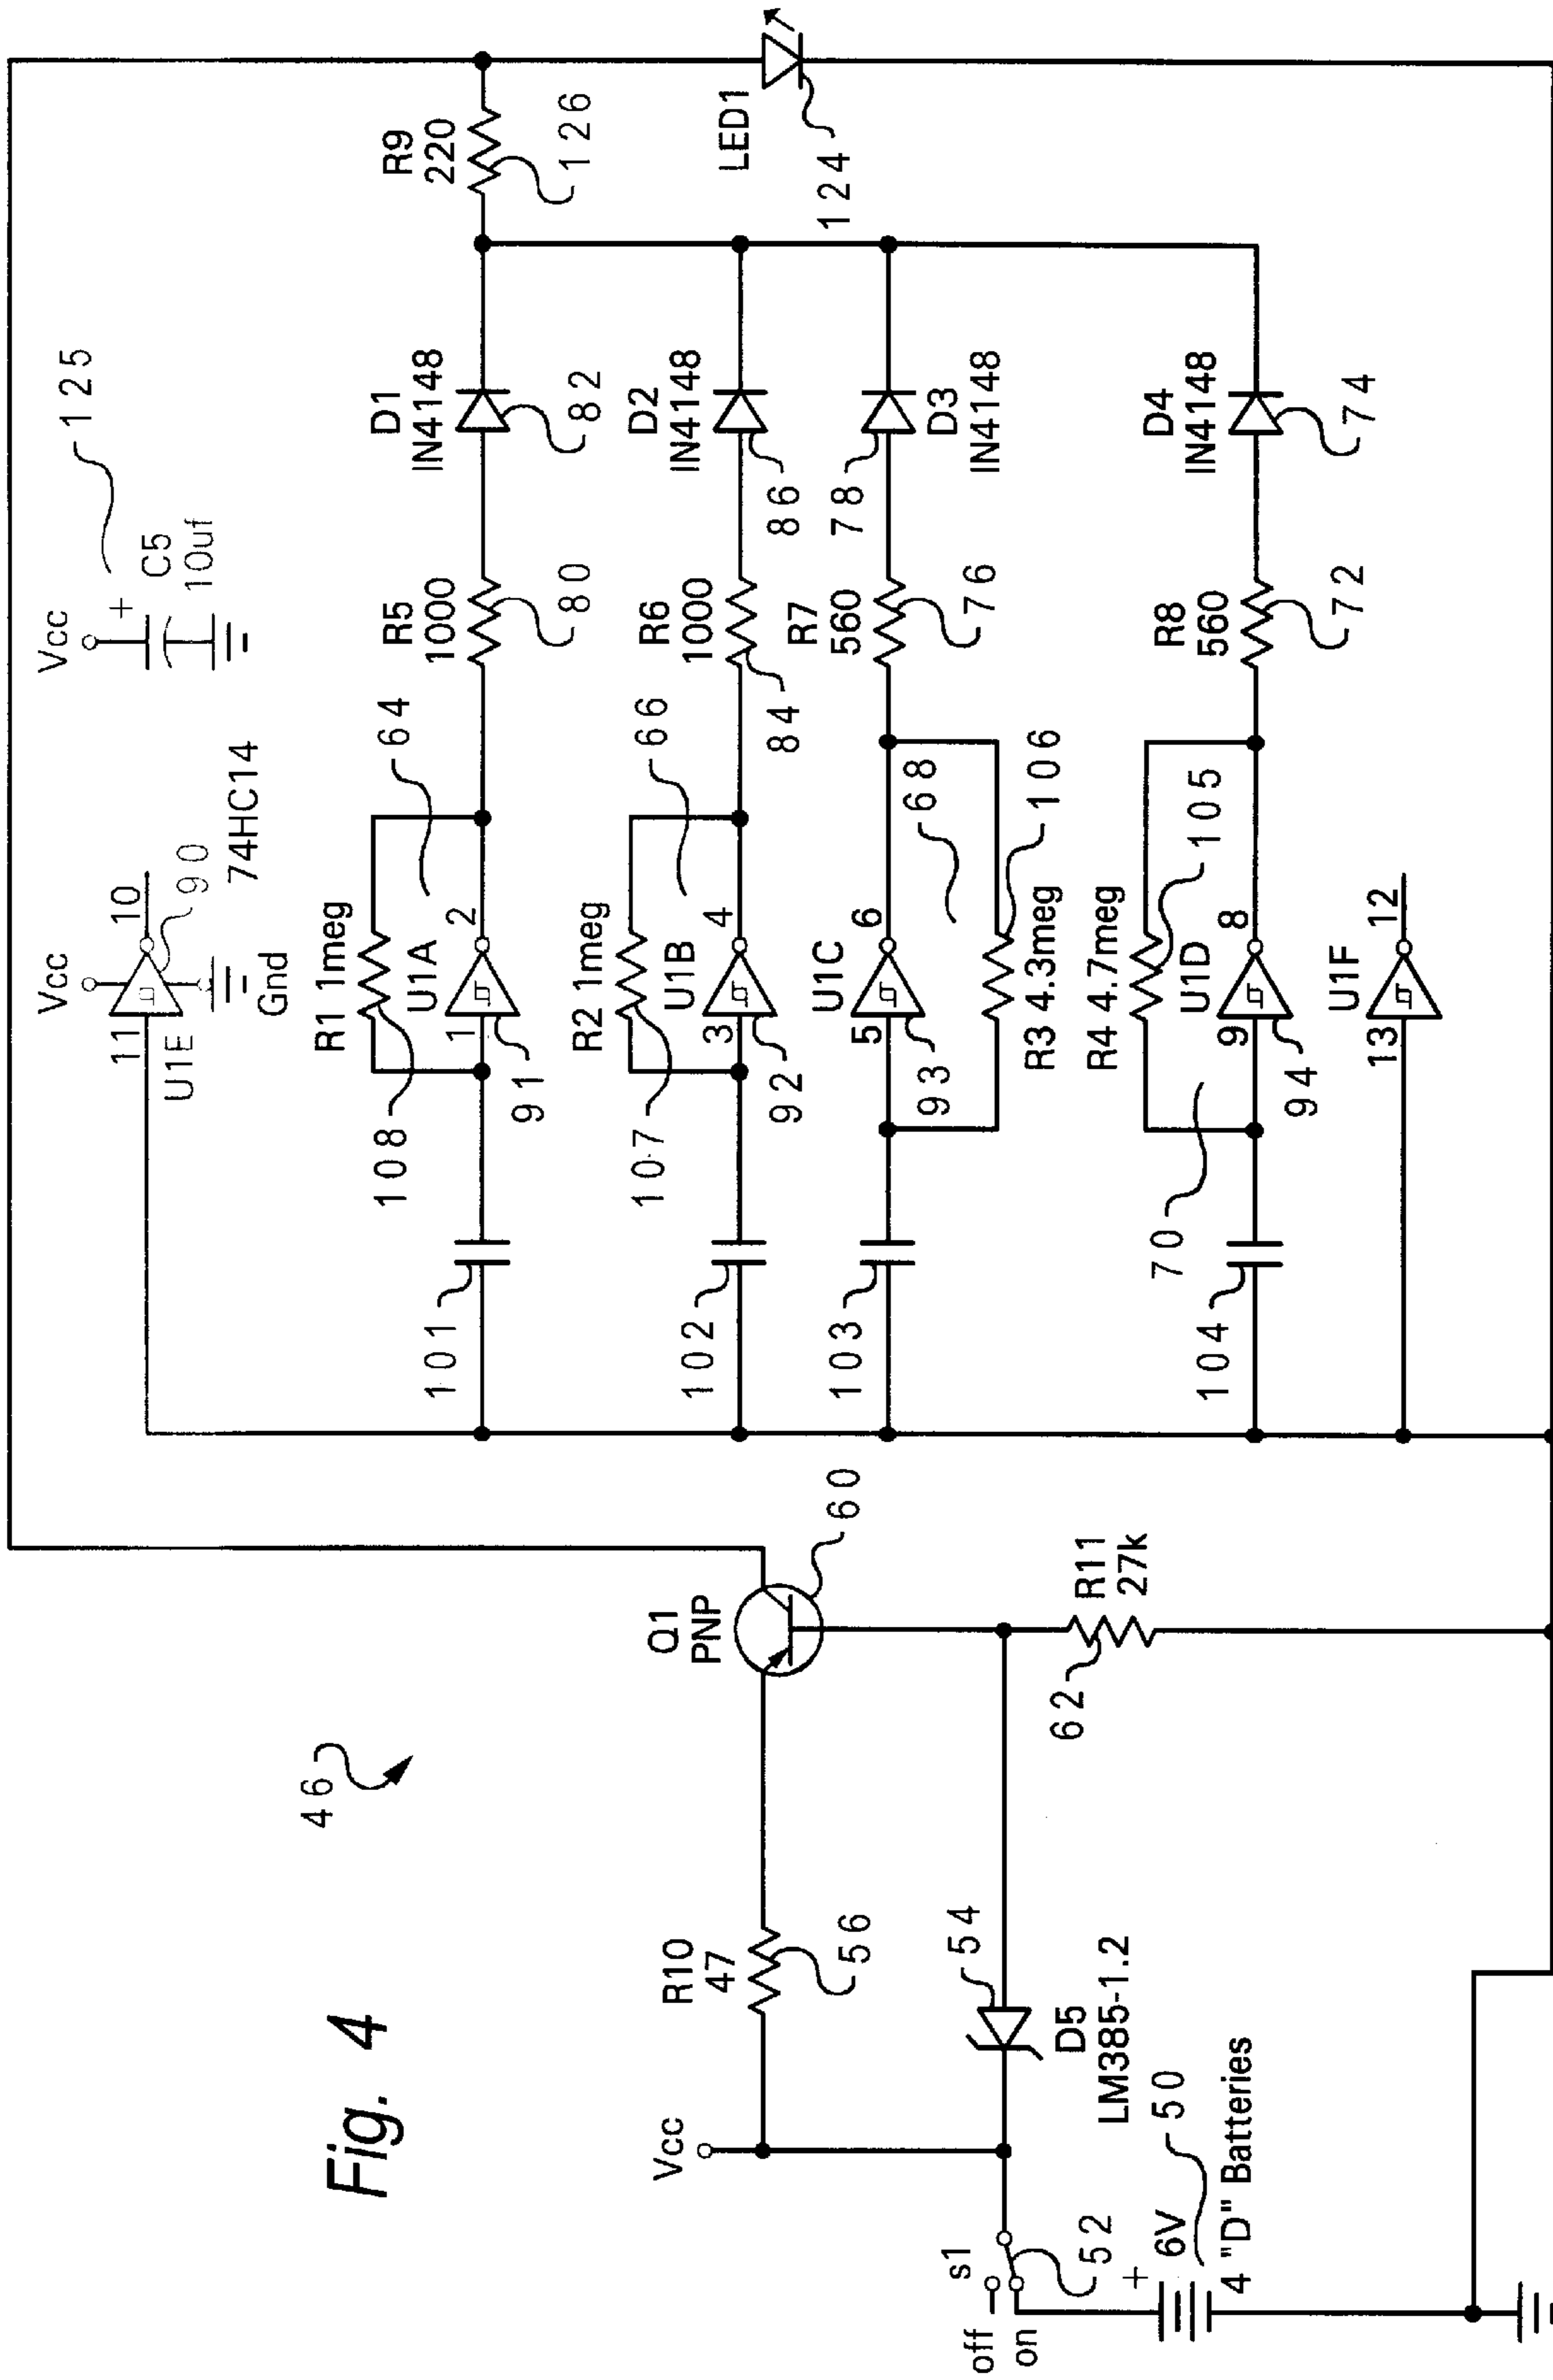 Fig. 4
46
Vcc
11
10
U1E
90
Gnd
74HC14
Vcc
+
C5
10uf
125
R1 1meg
108
64
1
U1A
2
91
101
R5
1000
80
D1
IN4148
82
R9
220
126
R2 1meg
107
66
3
U1B
4
92
102
R6
1000
84
D2
IN4148
86
LED1
124
5
U1C
6
93
103
68
R3 4.3meg
106
R7
560
76
78
D3
IN4148
R4 4.7meg
105
70
9
U1D
8
94
104
R8
560
72
D4
IN4148
74
13
U1F
12
Vcc
R10
47
56
Q1
PNP
60
s1
off
on
52
54
D5
LM385-1.2
62
R11
27k
+
6V
50
4 "D" Batteries